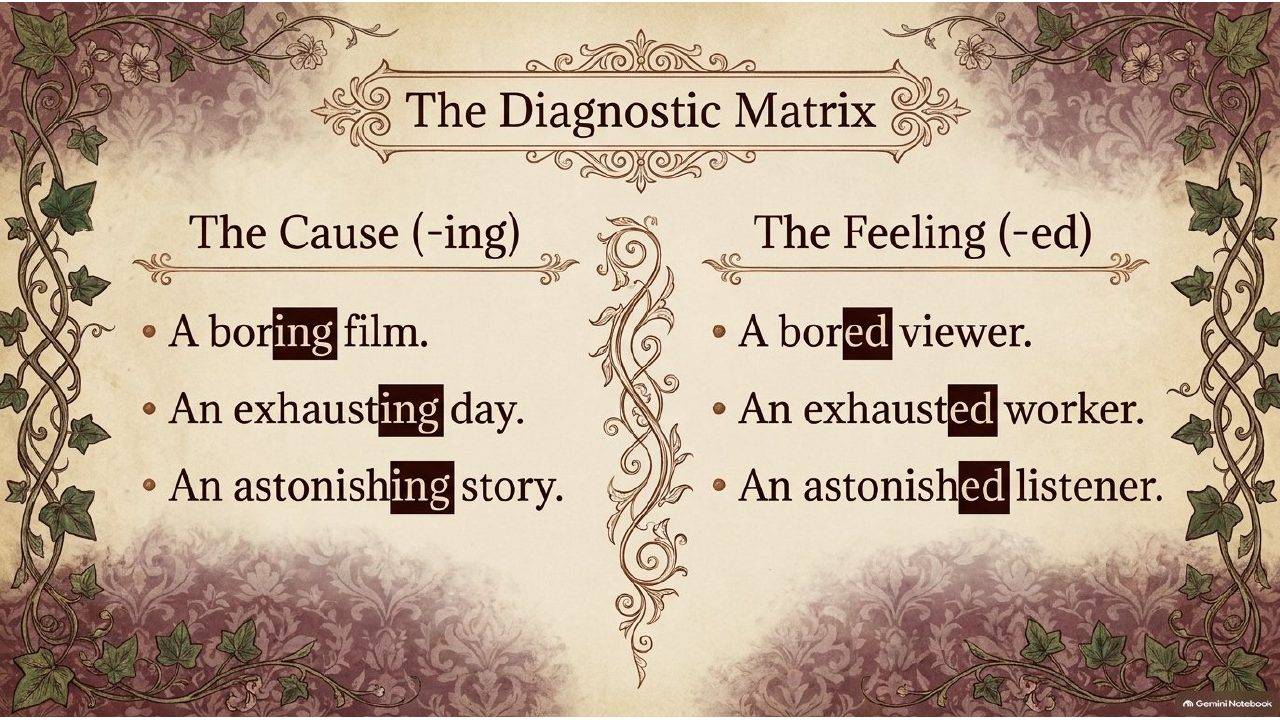 The Diagnostic Matrix
The Cause (-ing)
• A boring film.
• An exhausting day.
• An astonishing story.
The Feeling (-ed)
• A bored viewer.
• An exhausted worker.
• An astonished listener.
Gemini Notebook